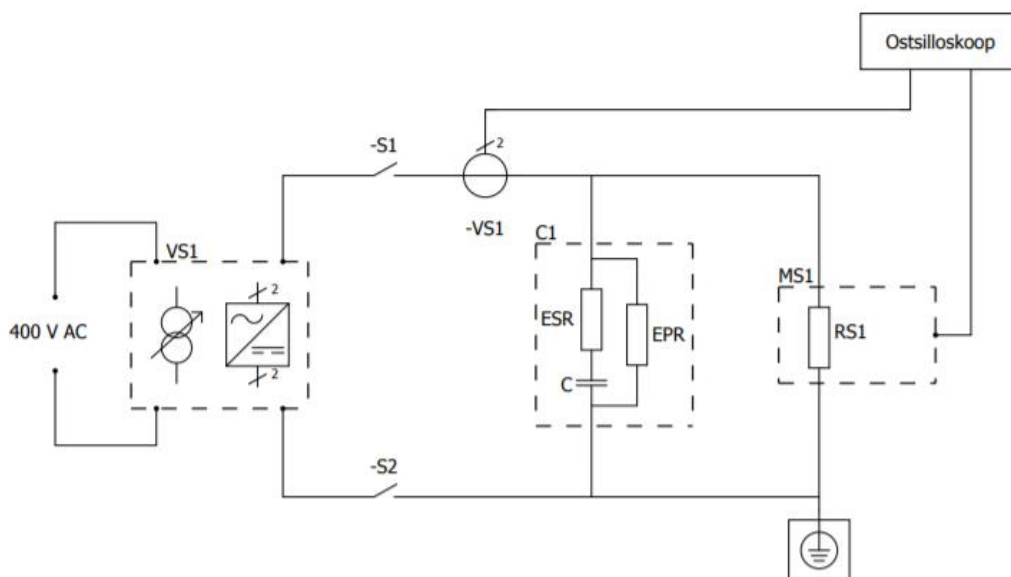 Ostsilloskoop
2
-S1
-VS1
C1
VS1
MS1
2
400 V AC
ESR
EPR
RS1
2
C
-S2